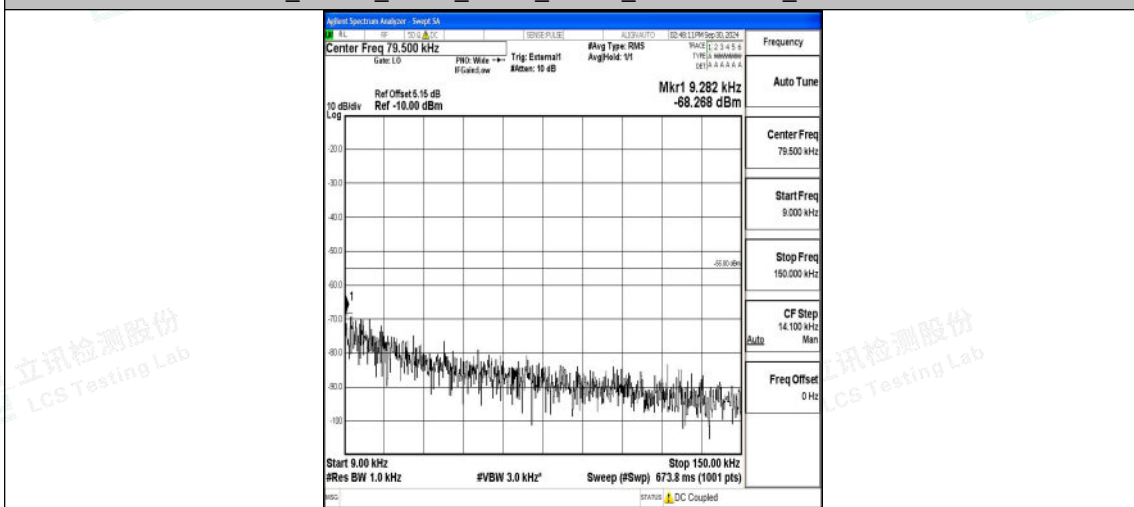 Agilent Spectrum Analyzer - Swept SA
RL RF 50 Ω DC SENSE:PULSE ALIGNAUTO 02:48:11PM Sep 30, 2024
Center Freq 79.500 kHz
Gate: LO
PNO: Wide
IFGain:Low
Trig: External1
#Atten: 10 dB
#Avg Type: RMS
Avg|Hold: 1/1
TRACE 1 2 3 4 5 6
TYPE
DET A A A A A A
Frequency
Auto Tune
Mkr1 9.282 kHz
-68.268 dBm
Ref Offset 6.15 dB
Ref -10.00 dBm
10 dB/div
Log
Center Freq
79.500 kHz
-20.0
-30.0
Start Freq
9.000 kHz
-40.0
-55.00 dBm
Stop Freq
150.000 kHz
-60.0
1
-70.0
CF Step
14.100 kHz
Auto Man
-80.0
-90.0
Freq Offset
0 Hz
-100
Start 9.00 kHz
Stop 150.00 kHz
#Res BW 1.0 kHz
#VBW 3.0 kHz*
Sweep (#Swp) 673.8 ms (1001 pts)
MSG
STATUS DC Coupled
立讯检测股份
LCS Testing Lab
立讯检测股份
LCS Testing Lab